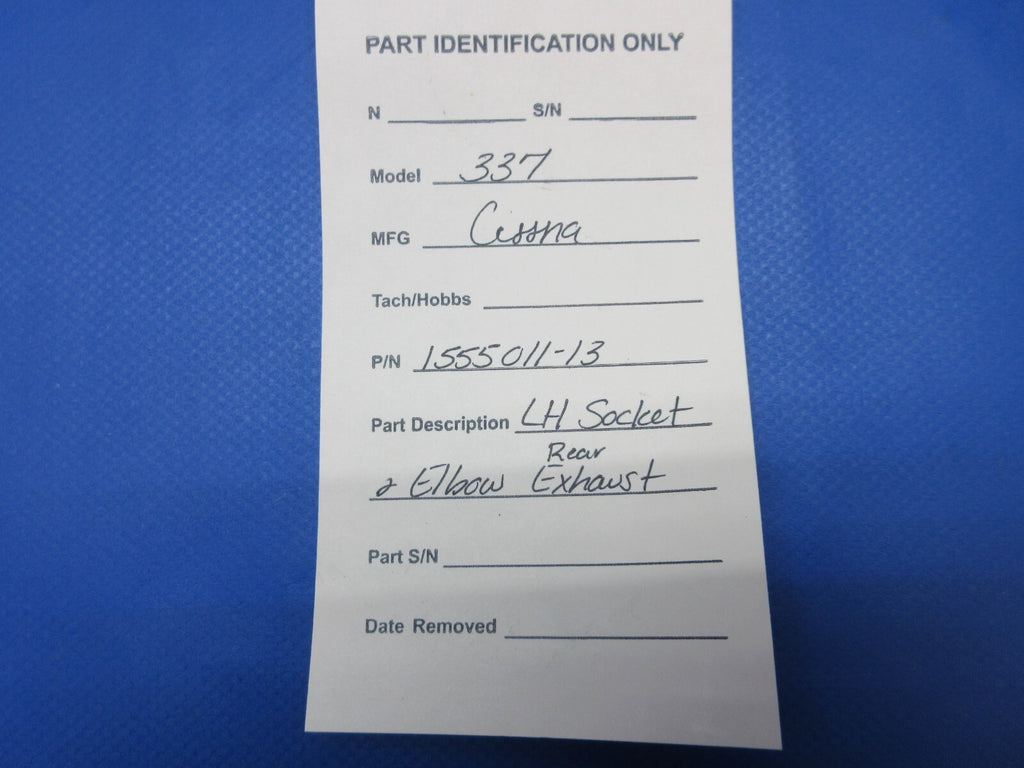 PART IDENTIFICATION ONLY
N S/N
Model 337
MFG Cessna
Tach/Hobbs
P/N 1555011-13
Part Description LH Socket
Rear
& Elbow Exhaust
Part S/N
Date Removed